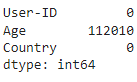 User-ID 0
Age 112010
Country 0
dtype: int64